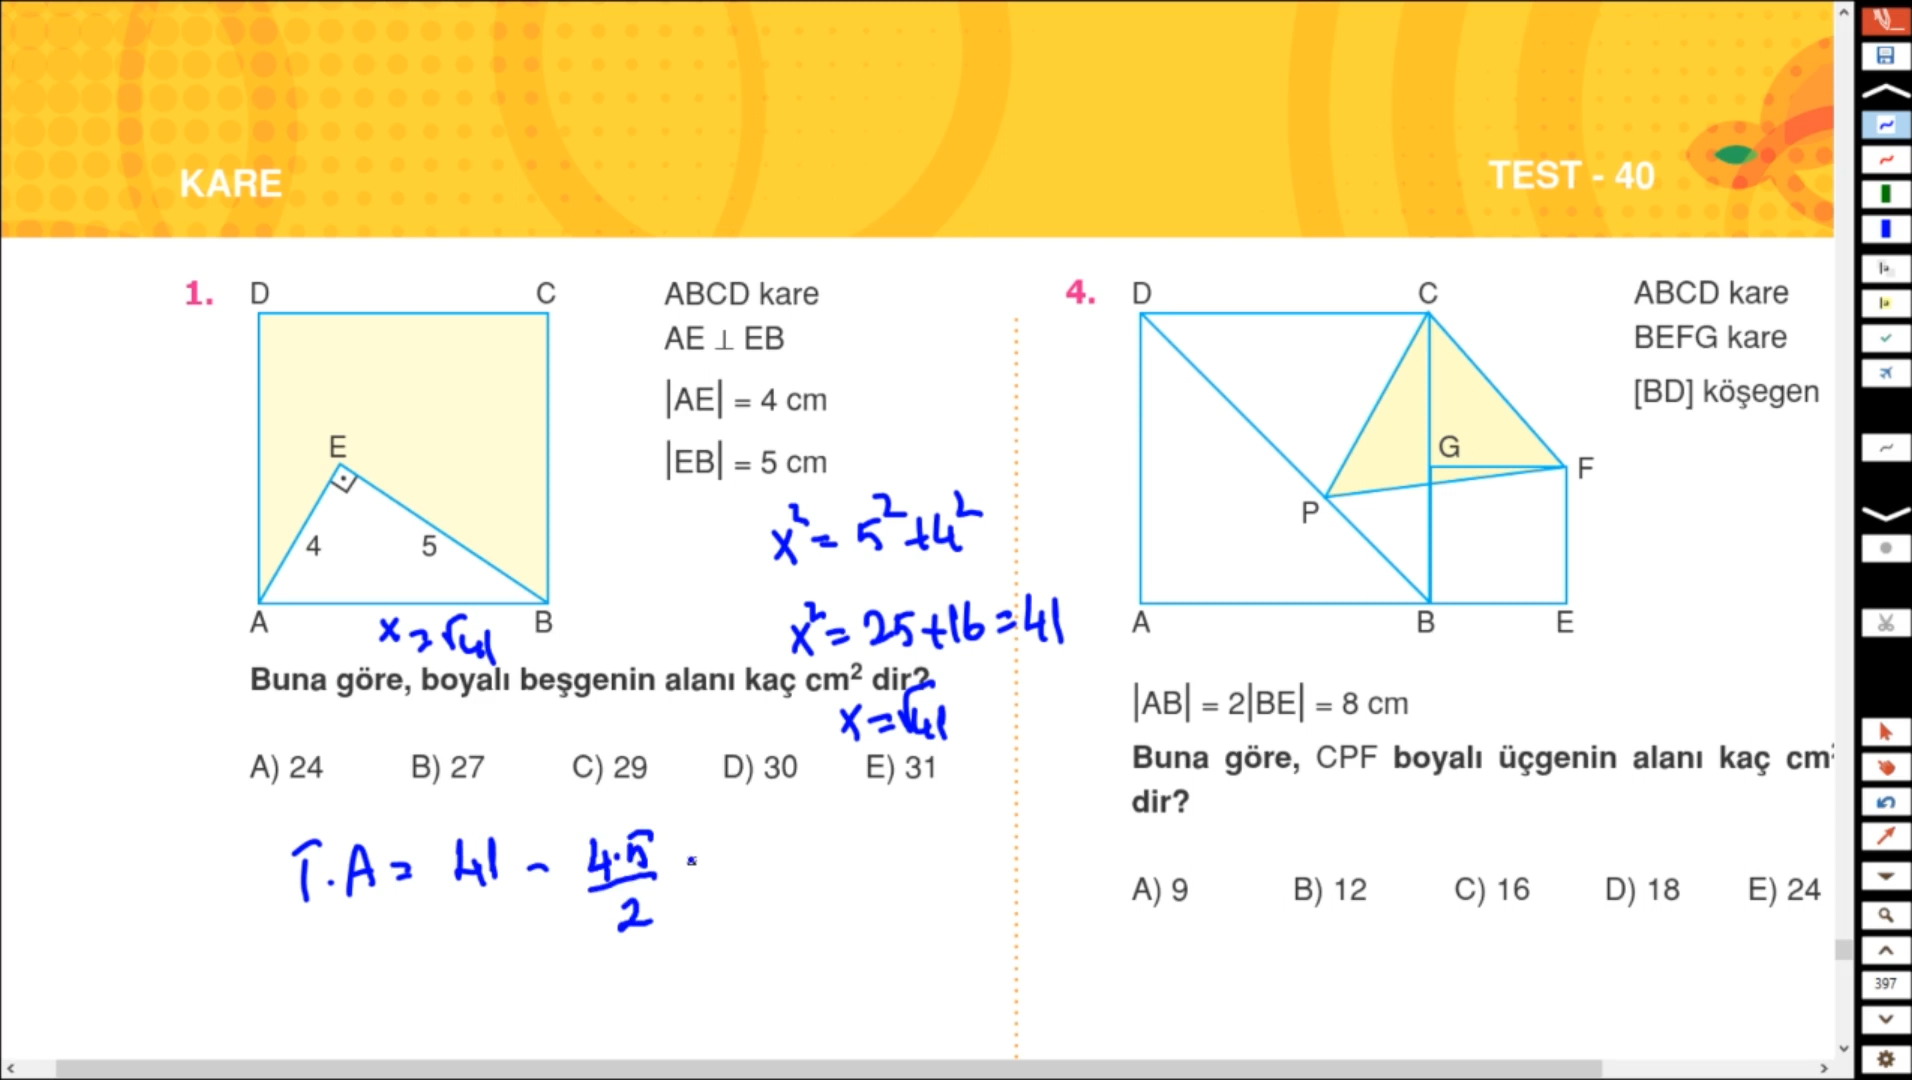 KARE
TEST - 40
1.
D
C
E
4
5
A
B
x=√41
ABCD kare
AE ⊥ EB
|AE| = 4 cm
|EB| = 5 cm
x² = 5² + 4²
x² = 25+16 = 41
Buna göre, boyalı beşgenin alanı kaç cm² dir?
x = √41
A) 24 B) 27 C) 29 D) 30 E) 31
T.A = 41 - 4.5/2
4.
D
C
G
F
P
A
B
E
ABCD kare
BEFG kare
[BD] köşegen
|AB| = 2|BE| = 8 cm
Buna göre, CPF boyalı üçgenin alanı kaç cm²
dir?
A) 9 B) 12 C) 16 D) 18 E) 24
397